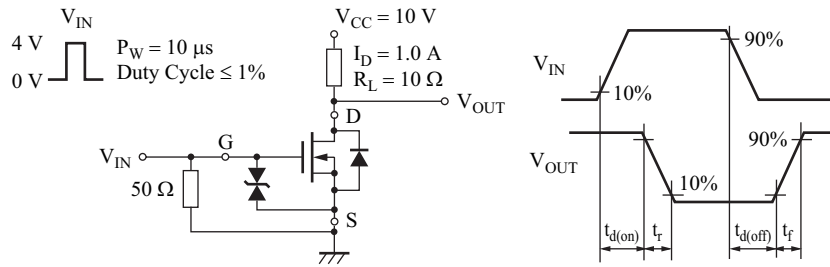 V_IN
4 V
0 V
P_W = 10 μs
Duty Cycle ≤ 1%
V_CC = 10 V
I_D = 1.0 A
R_L = 10 Ω
V_OUT
D
V_IN
G
50 Ω
S
V_IN
90%
10%
V_OUT
90%
10%
t_d(on)
t_r
t_d(off)
t_f